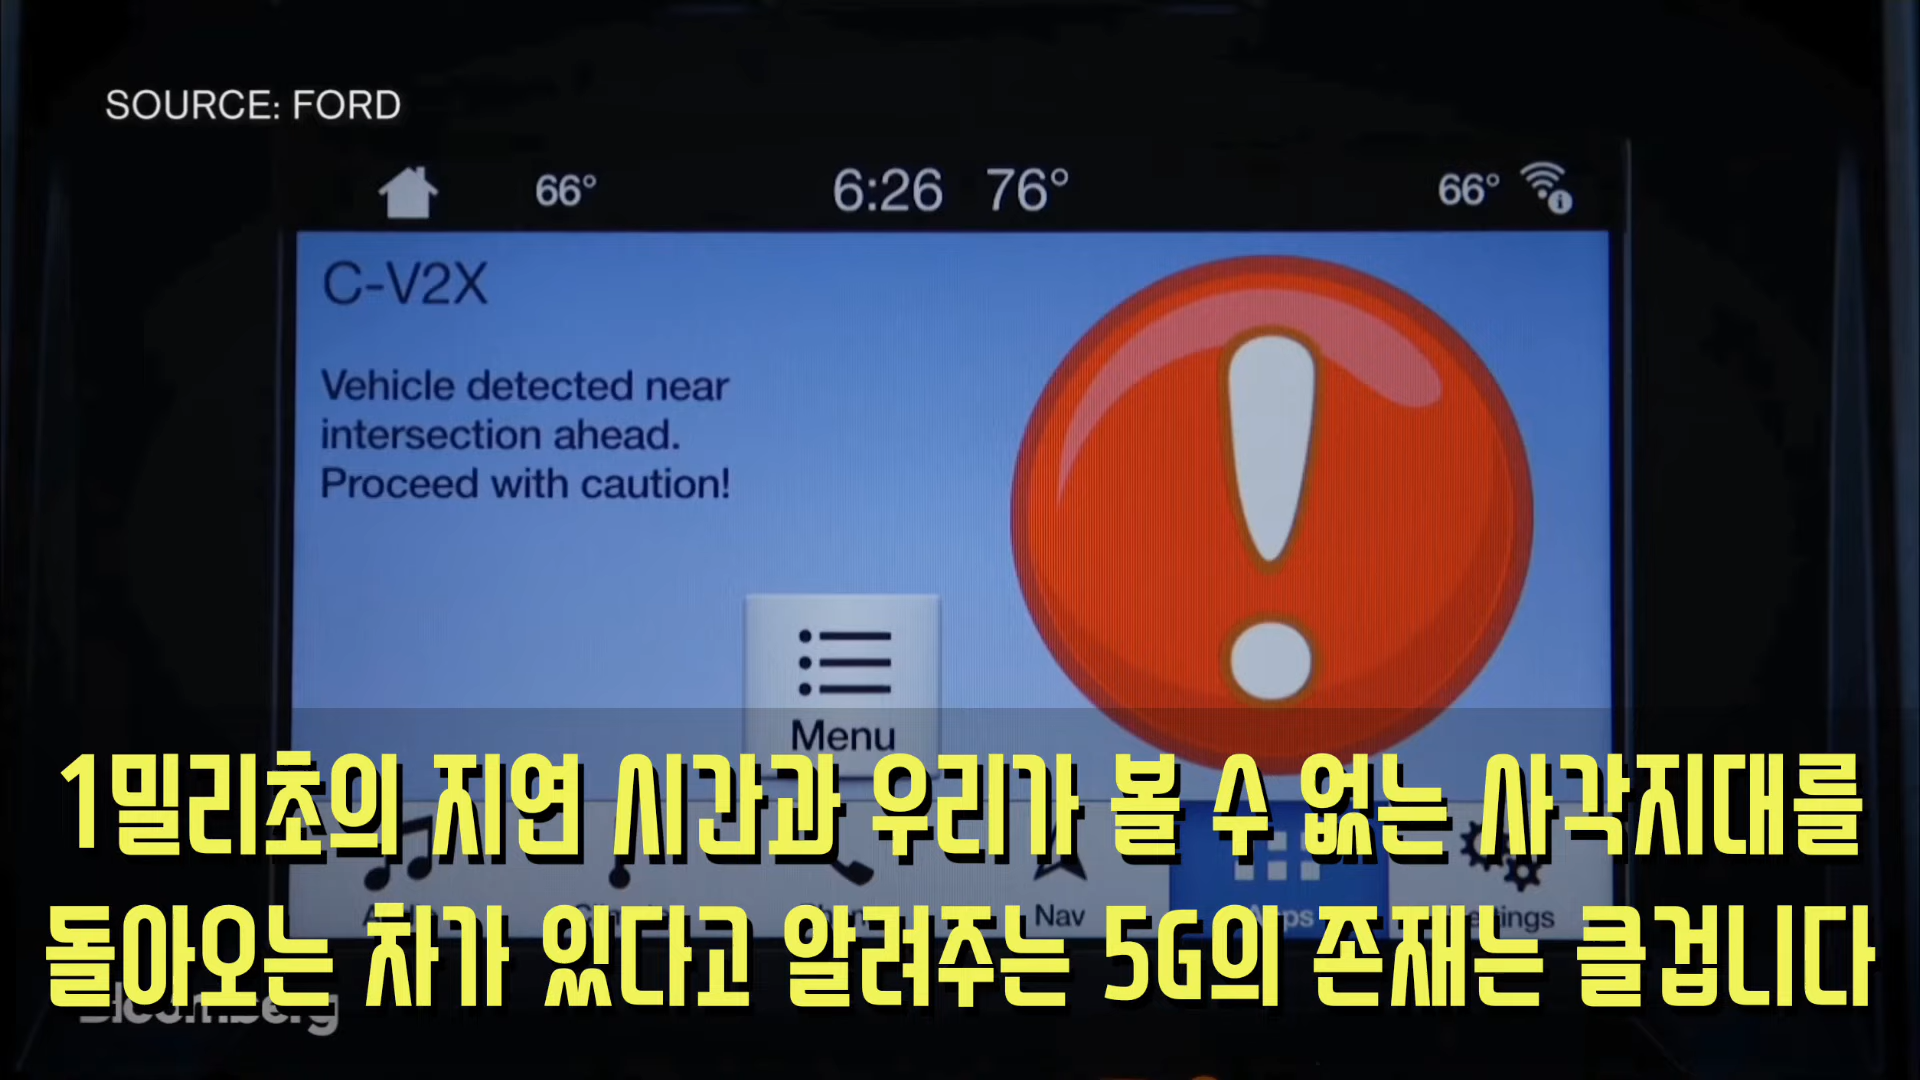 SOURCE: FORD
66° 6:26 76° 66°
C-V2X
Vehicle detected near
intersection ahead.
Proceed with caution!
Menu
1밀리초의 지연 시간과 우리가 볼 수 없는 사각지대를
Nav
돌아오는 차가 있다고 알려주는 5G의 존재는 클겁니다
Bloomberg